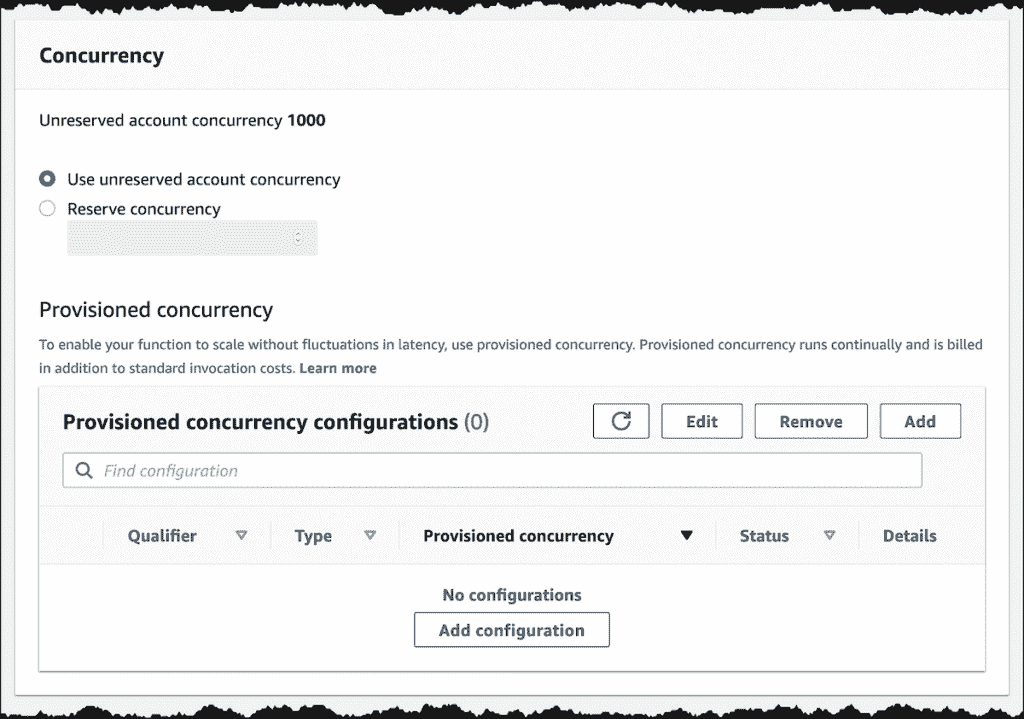 Concurrency
Unreserved account concurrency 1000
Use unreserved account concurrency
Reserve concurrency
Provisioned concurrency
To enable your function to scale without fluctuations in latency, use provisioned concurrency. Provisioned concurrency runs continually and is billed
in addition to standard invocation costs. Learn more
Provisioned concurrency configurations (0) Edit Remove Add
Find configuration
Qualifier Type Provisioned concurrency Status Details
No configurations
Add configuration